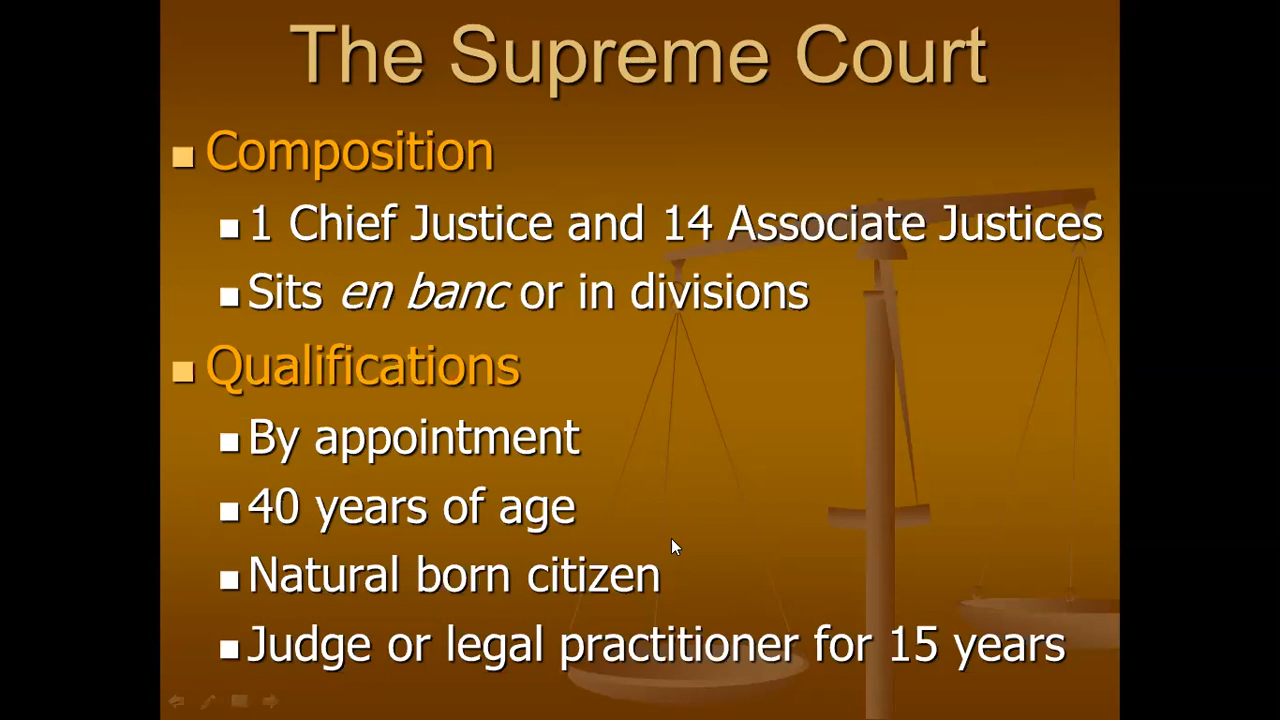 The Supreme Court
Composition
1 Chief Justice and 14 Associate Justices
Sits en banc or in divisions
Qualifications
By appointment
40 years of age
Natural born citizen
Judge or legal practitioner for 15 years